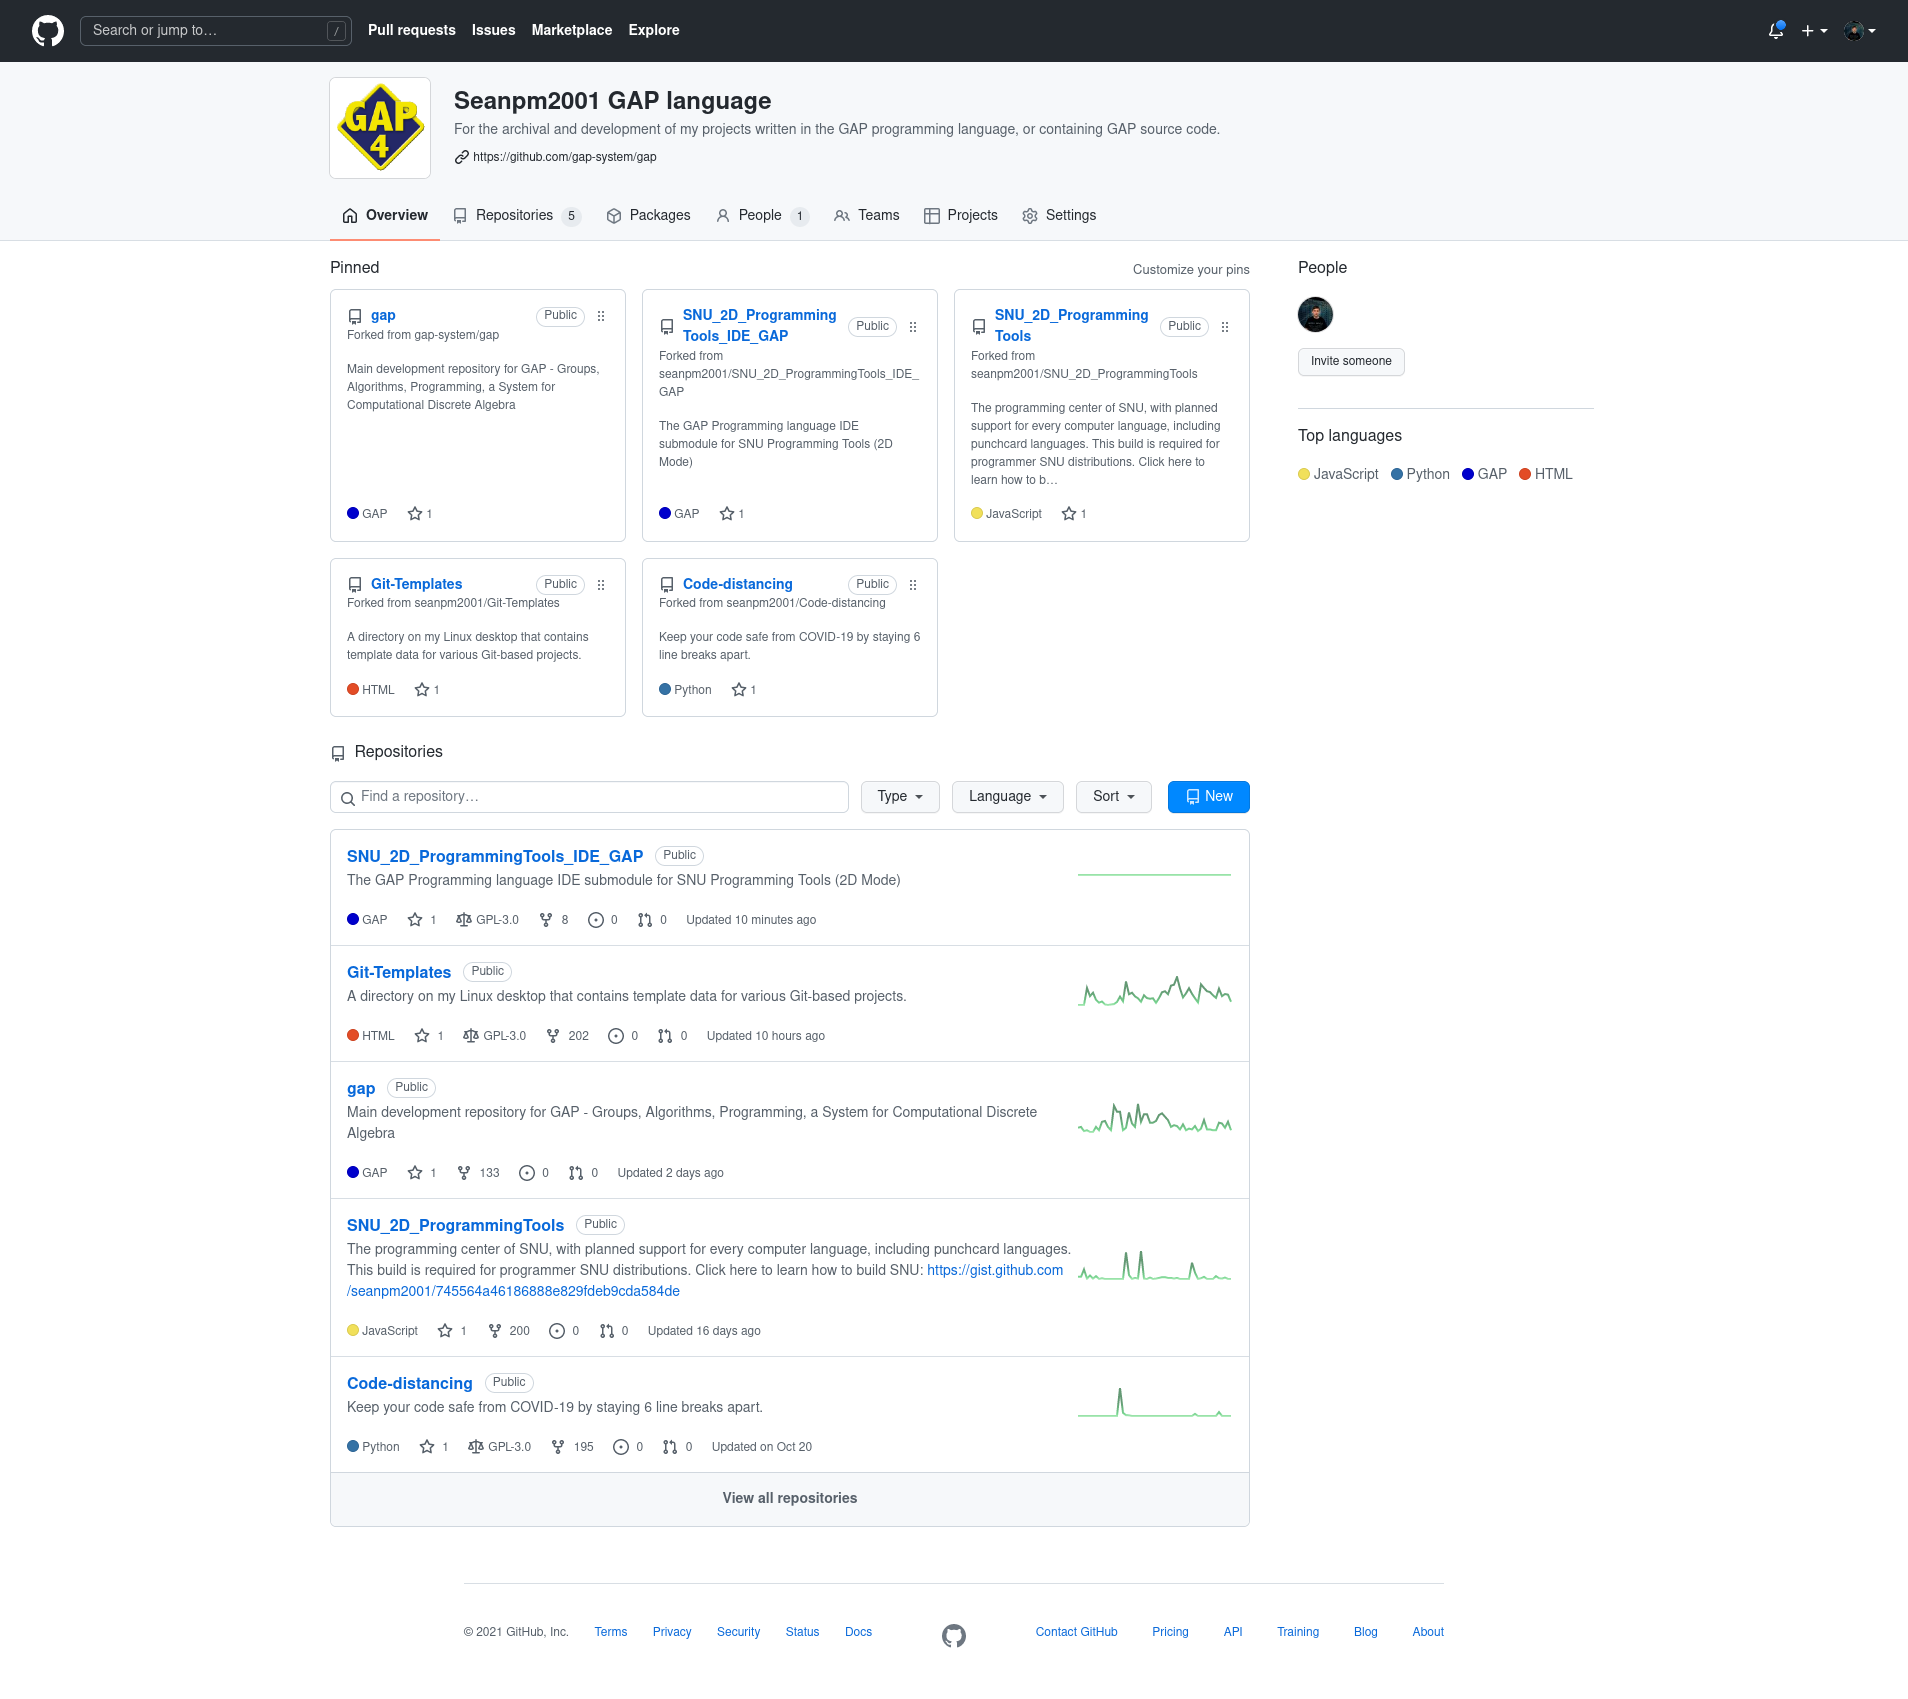 Search or jump to… /
Pull requests Issues Marketplace Explore
GAP
4
Seanpm2001 GAP language
For the archival and development of my projects written in the GAP programming language, or containing GAP source code.
https://github.com/gap-system/gap
Overview Repositories 5 Packages People 1 Teams Projects Settings
Pinned Customize your pins
gap Public
Forked from gap-system/gap
Main development repository for GAP - Groups,
Algorithms, Programming, a System for
Computational Discrete Algebra
GAP 1
SNU_2D_Programming
Tools_IDE_GAP Public
Forked from
seanpm2001/SNU_2D_ProgrammingTools_IDE_
GAP
The GAP Programming language IDE
submodule for SNU Programming Tools (2D
Mode)
GAP 1
SNU_2D_Programming
Tools Public
Forked from
seanpm2001/SNU_2D_ProgrammingTools
The programming center of SNU, with planned
support for every computer language, including
punchcard languages. This build is required for
programmer SNU distributions. Click here to
learn how to b…
JavaScript 1
Git-Templates Public
Forked from seanpm2001/Git-Templates
A directory on my Linux desktop that contains
template data for various Git-based projects.
HTML 1
Code-distancing Public
Forked from seanpm2001/Code-distancing
Keep your code safe from COVID-19 by staying 6
line breaks apart.
Python 1
People
Invite someone
Top languages
JavaScript Python GAP HTML
Repositories
Find a repository… Type Language Sort New
SNU_2D_ProgrammingTools_IDE_GAP Public
The GAP Programming language IDE submodule for SNU Programming Tools (2D Mode)
GAP 1 GPL-3.0 8 0 0 Updated 10 minutes ago
Git-Templates Public
A directory on my Linux desktop that contains template data for various Git-based projects.
HTML 1 GPL-3.0 202 0 0 Updated 10 hours ago
gap Public
Main development repository for GAP - Groups, Algorithms, Programming, a System for Computational Discrete
Algebra
GAP 1 133 0 0 Updated 2 days ago
SNU_2D_ProgrammingTools Public
The programming center of SNU, with planned support for every computer language, including punchcard languages.
This build is required for programmer SNU distributions. Click here to learn how to build SNU: https://gist.github.com
/seanpm2001/745564a46186888e829fdeb9cda584de
JavaScript 1 200 0 0 Updated 16 days ago
Code-distancing Public
Keep your code safe from COVID-19 by staying 6 line breaks apart.
Python 1 GPL-3.0 195 0 0 Updated on Oct 20
View all repositories
© 2021 GitHub, Inc. Terms Privacy Security Status Docs Contact GitHub Pricing API Training Blog About